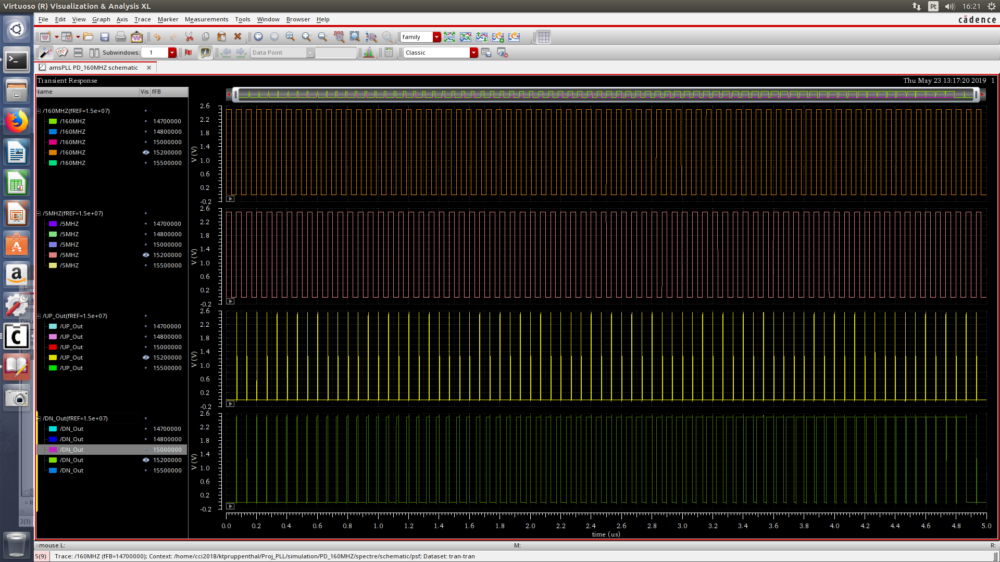 Virtuoso (R) Visualization & Analysis XL
Pt
16:21
File Edit View Graph Axis Trace Marker Measurements Tools Window Browser Help
cādence
family
Subwindows: 1
Data Point
Classic
amsPLL PD_160MHZ schematic
Transient Response
Thu May 23 13:17:20 2019 1
Name Vis fFB
/160MHZ(fREF=1.5e+07)
/160MHZ 14700000
/160MHZ 14800000
/160MHZ 15000000
/160MHZ 15200000
/160MHZ 15500000
2.6
2.2
1.8
1.4
1.0
0.6
0.2
-0.2
V (V)
/5MHZ(fREF=1.5e+07)
/5MHZ 14700000
/5MHZ 14800000
/5MHZ 15000000
/5MHZ 15200000
/5MHZ 15500000
2.6
2.2
1.8
1.4
1.0
0.6
0.2
-0.2
V (V)
/UP_Out(fREF=1.5e+07)
/UP_Out 14700000
/UP_Out 14800000
/UP_Out 15000000
/UP_Out 15200000
/UP_Out 15500000
2.6
2.2
1.8
1.4
1.0
0.6
0.2
-0.2
V (V)
/DN_Out(fREF=1.5e+07)
/DN_Out 14700000
/DN_Out 14800000
/DN_Out 15000000
/DN_Out 15200000
/DN_Out 15500000
2.6
2.2
1.8
1.4
1.0
0.6
0.2
-0.2
V (V)
0.0 0.2 0.4 0.6 0.8 1.0 1.2 1.4 1.6 1.8 2.0 2.2 2.4 2.6 2.8 3.0 3.2 3.4 3.6 3.8 4.0 4.2 4.4 4.6 4.8 5.0
time (us)
> R
2(3)
mouse L: M: R:
5(9) Trace: /160MHZ (fFB=14700000); Context: /home/cci2018/ktpruppenthal/Proj_PLL/simulation/PD_160MHZ/spectre/schematic/psf; Dataset: tran-tran